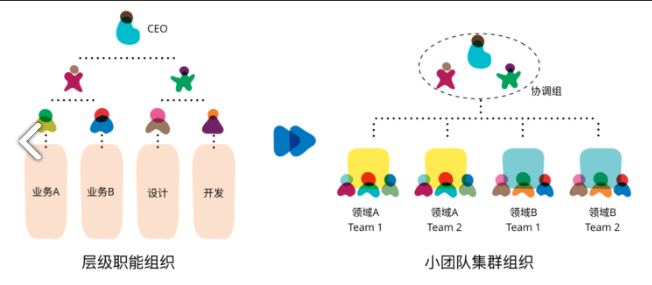 CEO
协调组
业务A
业务B
设计
开发
领域A
Team 1
领域A
Team 2
领域B
Team 1
领域B
Team 2
层级职能组织
小团队集群组织